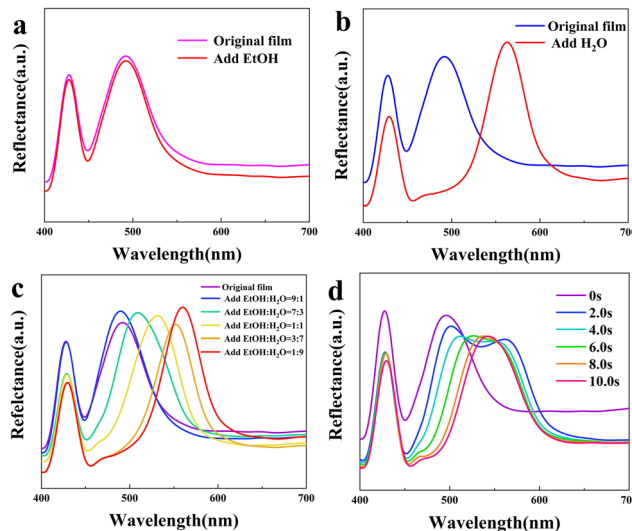 a
Original film
Add EtOH
Reflectance(a.u.)
400 500 600 700
Wavelength(nm)
b
Original film
Add H₂O
Reflectance(a.u.)
400 500 600 700
Wavelength(nm)
c
Original film
Add EtOH:H₂O=9:1
Add EtOH:H₂O=7:3
Add EtOH:H₂O=1:1
Add EtOH:H₂O=3:7
Add EtOH:H₂O=1:9
Refelctance(a.u.)
400 500 600 700
Wavelength(nm)
d
0s
2.0s
4.0s
6.0s
8.0s
10.0s
Reflectance(a.u.)
400 500 600 700
Wavelength(nm)